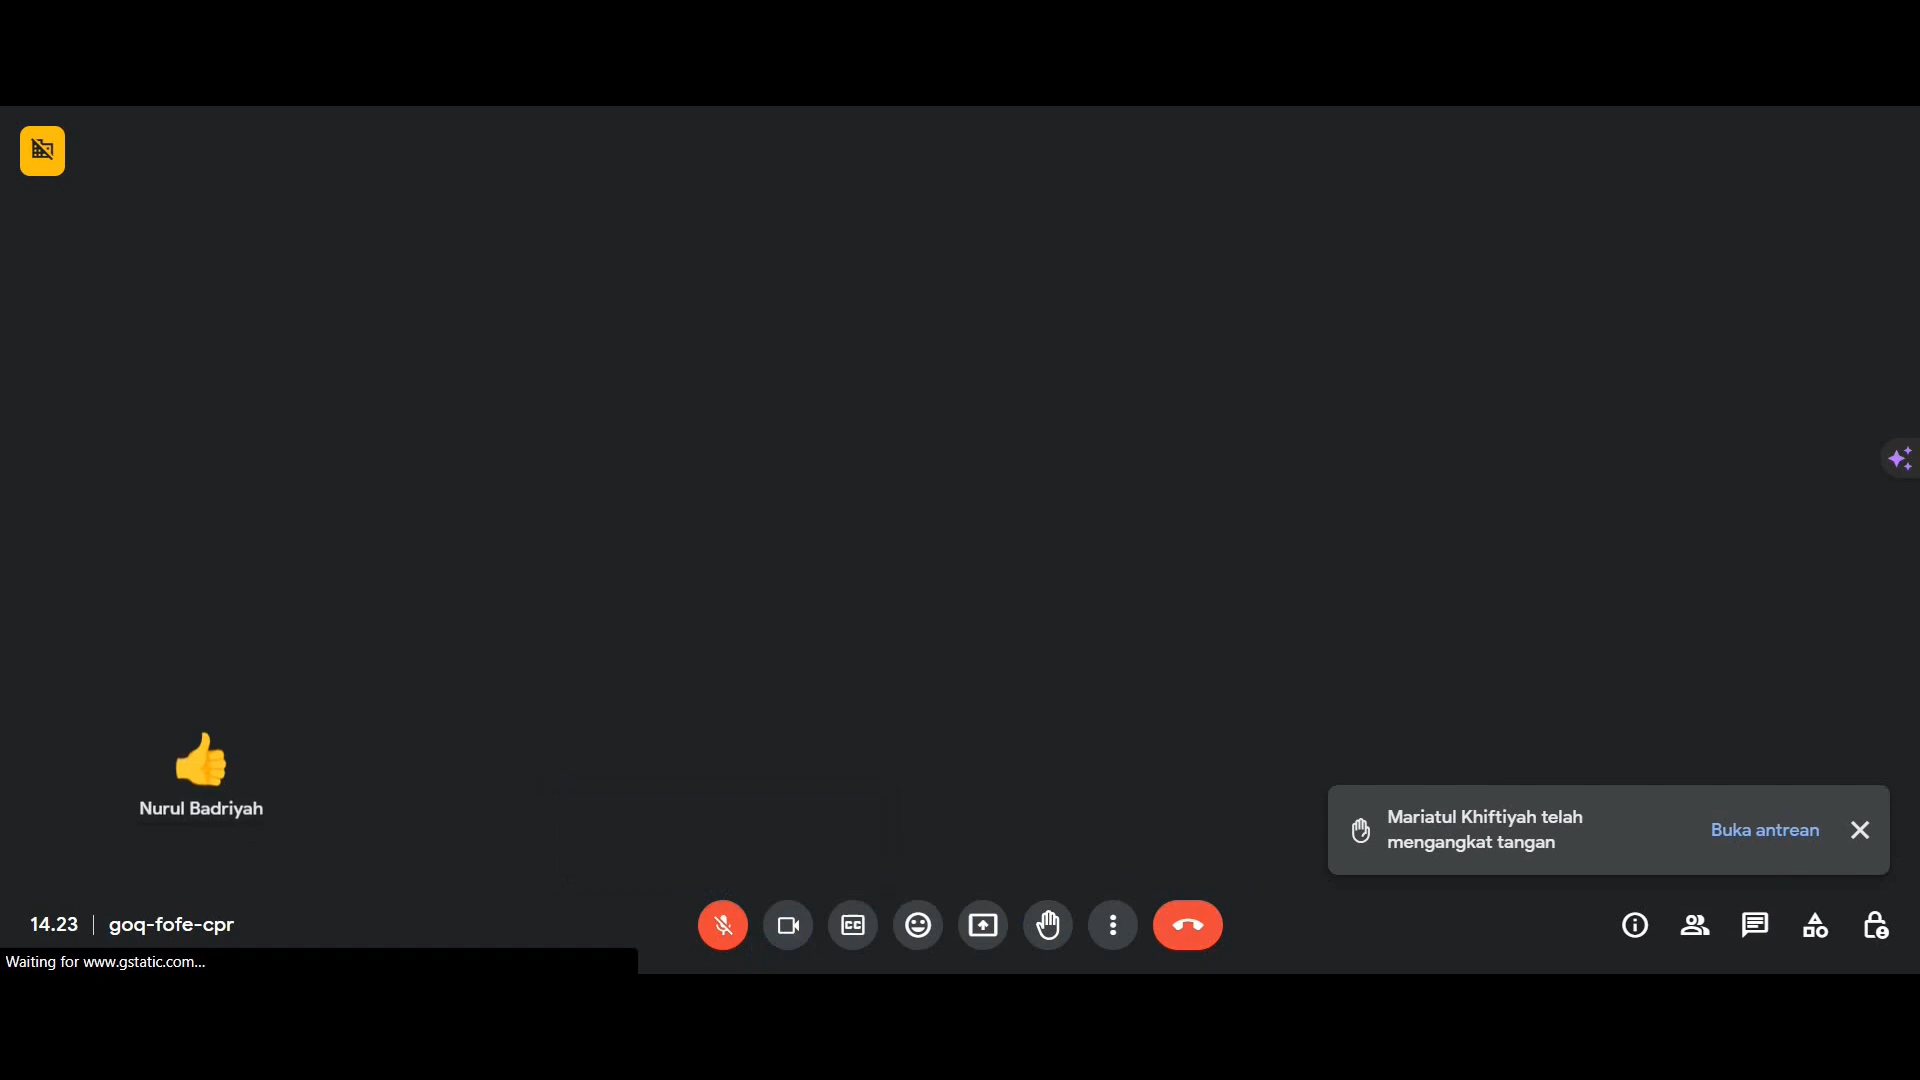 Nurul Badriyah
Mariatul Khiftiyah telah
mengangkat tangan
Buka antrean
14.23
goq-fofe-cpr
CC
Waiting for www.gstatic.com...